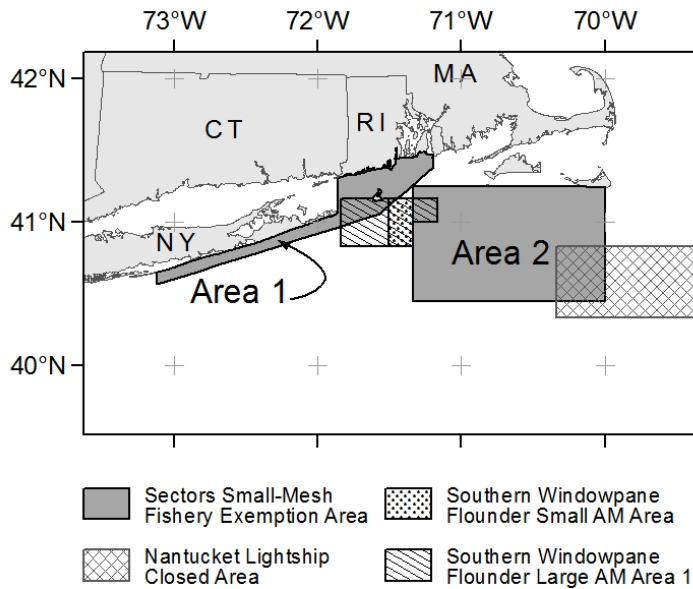 73°W 72°W 71°W 70°W
42°N
MA
CT
RI
41°N
NY
Area 2
Area 1
40°N
Sectors Small-Mesh
Fishery Exemption Area
Southern Windowpane
Flounder Small AM Area
Nantucket Lightship
Closed Area
Southern Windowpane
Flounder Large AM Area 1